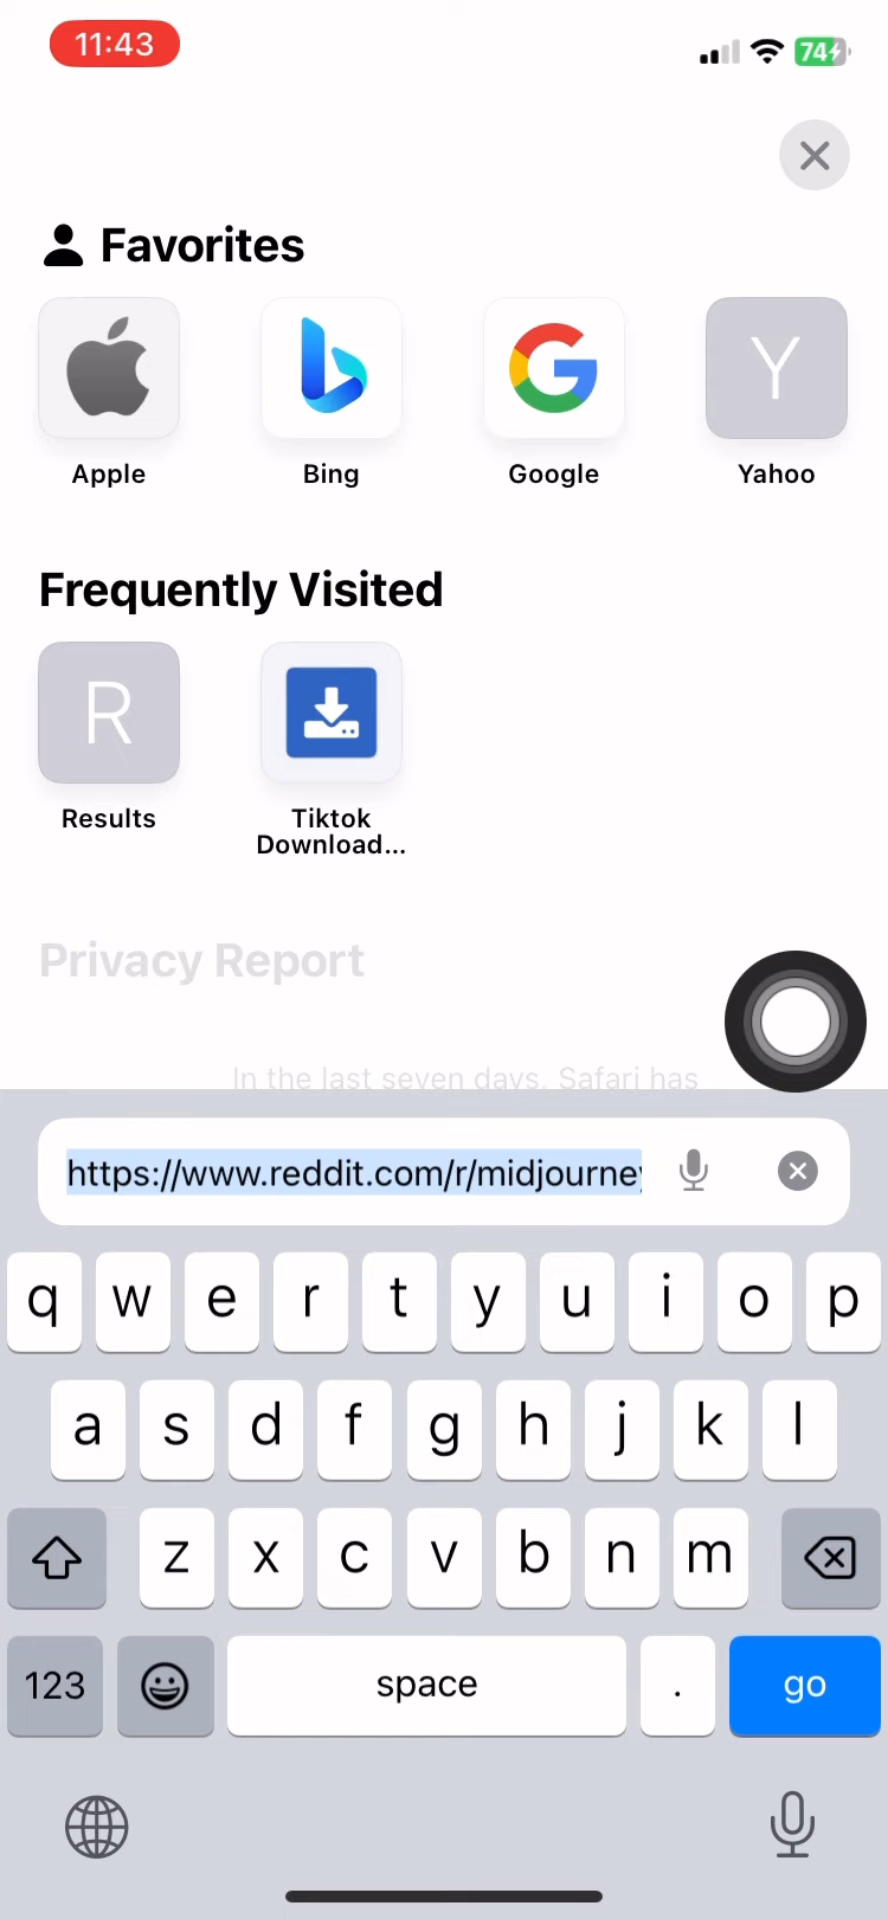 11:43
74
Favorites
Y
Apple
Bing
Google
Yahoo
Frequently Visited
R
Results
Tiktok
Download...
Privacy Report
In the last seven days, Safari has
https://www.reddit.com/r/midjourney
q w e r t y u i o p
a s d f g h j k l
z x c v b n m
123
space
.
go